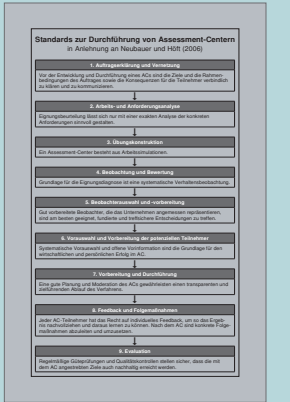 Standards zur Durchführung von Assessment-Centern
in Anlehnung an Neubauer und Höft (2006)
1. Auftragserklärung und Vernetzung
Vor der Entwicklung und Durchführung eines ACs sind die Ziele und die Rahmen-
bedingungen des Auftrages sowie die Konsequenzen für die Teilnehmer verbindlich
zu klären und zu kommunizieren.
2. Arbeits- und Anforderungsanalyse
Eignungsbeurteilung lässt sich nur mit einer exakten Analyse der konkreten
Anforderungen sinnvoll gestalten.
3. Übungskonstruktion
Ein Assessment-Center besteht aus Arbeitssimulationen.
4. Beobachtung und Bewertung
Grundlage für die Eignungsdiagnose ist eine systematische Verhaltensbeobachtung.
5. Beobachterauswahl und -vorbereitung
Gut vorbereitete Beobachter, die das Unternehmen angemessen repräsentieren,
sind am besten geeignet, fundierte und treffsichere Entscheidungen zu treffen.
6. Vorauswahl und Vorbereitung der potenziellen Teilnehmer
Systematische Vorauswahl und offene Vorinformation sind die Grundlage für den
wirtschaftlichen und persönlichen Erfolg im AC.
7. Vorbereitung und Durchführung
Eine gute Planung und Moderation des ACs gewährleisten einen transparenten und
zielführenden Ablauf des Verfahrens.
8. Feedback und Folgemaßnahmen
Jeder AC-Teilnehmer hat das Recht auf individuelles Feedback, um so das Ergeb-
nis nachvollziehen und daraus lernen zu können. Nach dem AC sind konkrete Folge-
maßnahmen abzuleiten und umzusetzen.
9. Evaluation
Regelmäßige Güteprüfungen und Qualitätskontrollen stellen sicher, dass die mit
dem AC angestrebten Ziele auch nachhaltig erreicht werden.